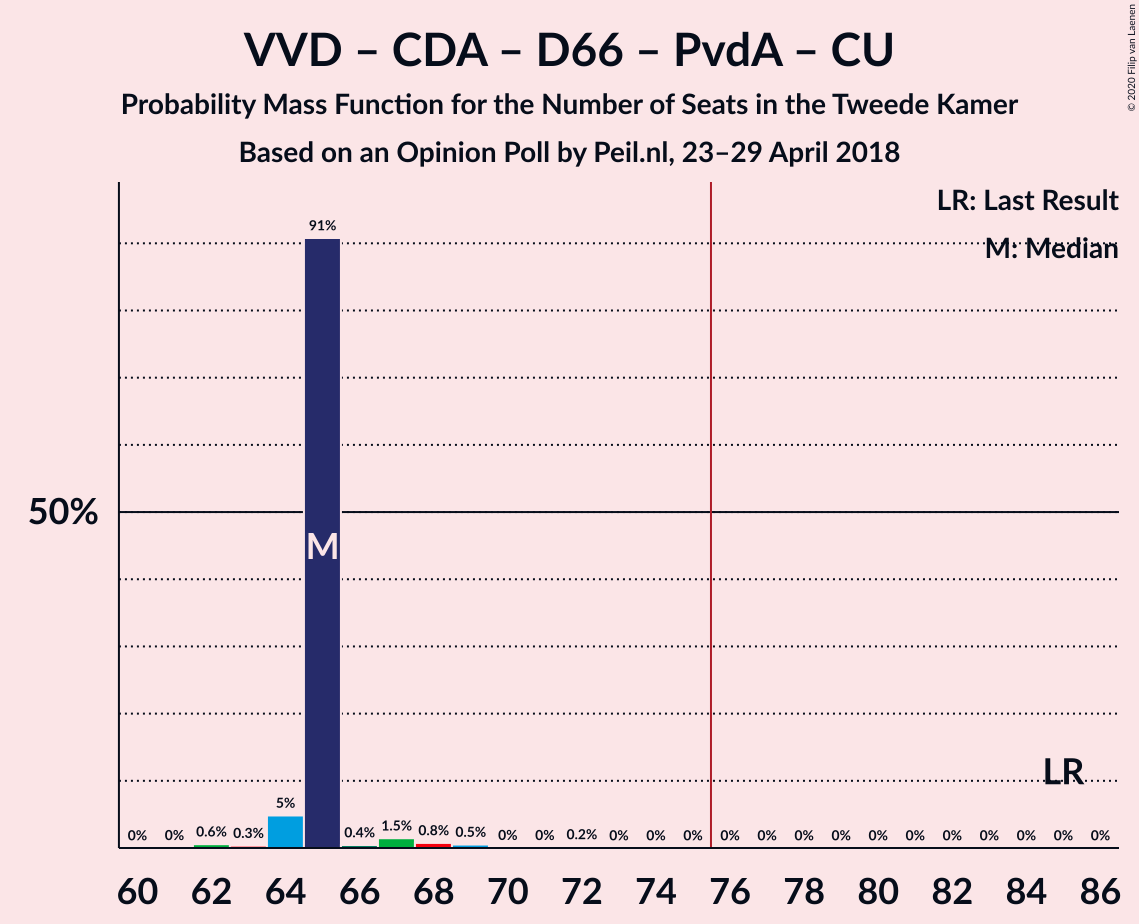 VVD – CDA – D66 – PvdA – CU
Probability Mass Function for the Number of Seats in the Tweede Kamer
Based on an Opinion Poll by Peil.nl, 23–29 April 2018
© 2020 Filip van Laenen
LR: Last Result
M: Median
91%
50%
M
LR
5%
0% 0% 0.6% 0.3% 0.4% 1.5% 0.8% 0.5% 0% 0% 0.2% 0% 0% 0% 0% 0% 0% 0% 0% 0% 0% 0% 0% 0% 0%
60 62 64 66 68 70 72 74 76 78 80 82 84 86